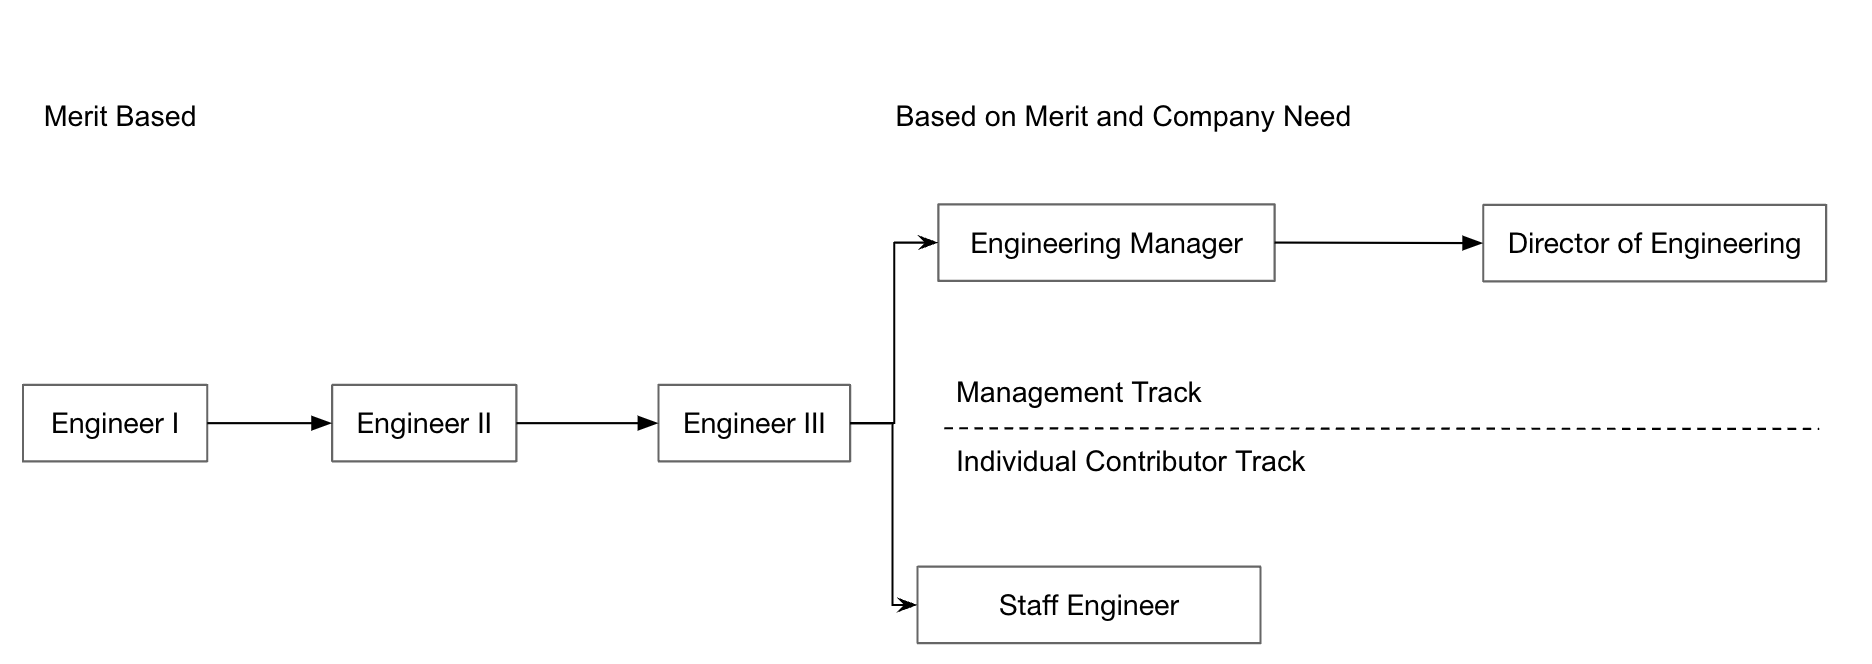 Merit Based
Based on Merit and Company Need
Engineering Manager
Director of Engineering
Engineer I
Engineer II
Engineer III
Management Track
Individual Contributor Track
Staff Engineer